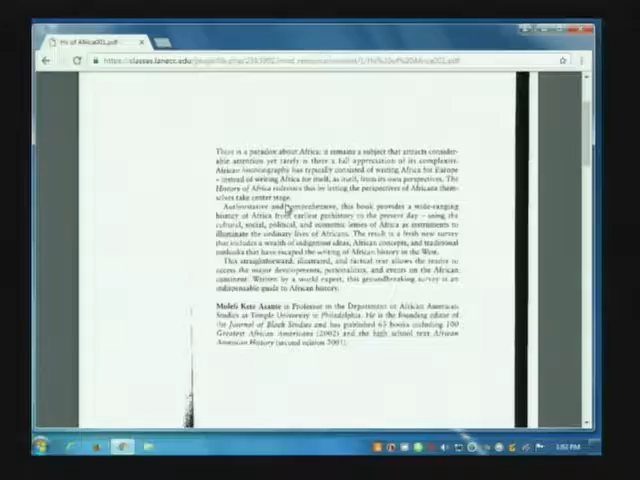 His of Africa001.pdf
There is a paradox about Africa: it remains a subject that attracts consider-
able attention yet rarely is there a full appreciation of its complexity.
African historiography has typically consisted of writing Africa for Europe
– instead of writing Africa for itself, as itself, from its own perspectives. The
History of Africa redresses this by letting the perspectives of Africans them-
selves take center stage.
Authoritative and comprehensive, this book provides a wide-ranging
history of Africa from earliest prehistory to the present day – using the
cultural, social, political, and economic lenses of Africa as instruments to
illuminate the ordinary lives of Africans. The result is a fresh new survey
that includes a wealth of indigenous ideas, African concepts, and traditional
outlooks that have escaped the writing of African history in the West.
This straightforward, illustrated, and factual text allows the reader to
access the major developments, personalities, and events on the African
continent. Written by a world expert, this groundbreaking survey is an
indispensable guide to African history.
Molefi Kete Asante is Professor in the Department of African American
Studies at Temple University in Philadelphia. He is the founding editor of
the Journal of Black Studies and has published 65 books including 100
Greatest African Americans (2002) and the high school text African
American History (second edition 2001).